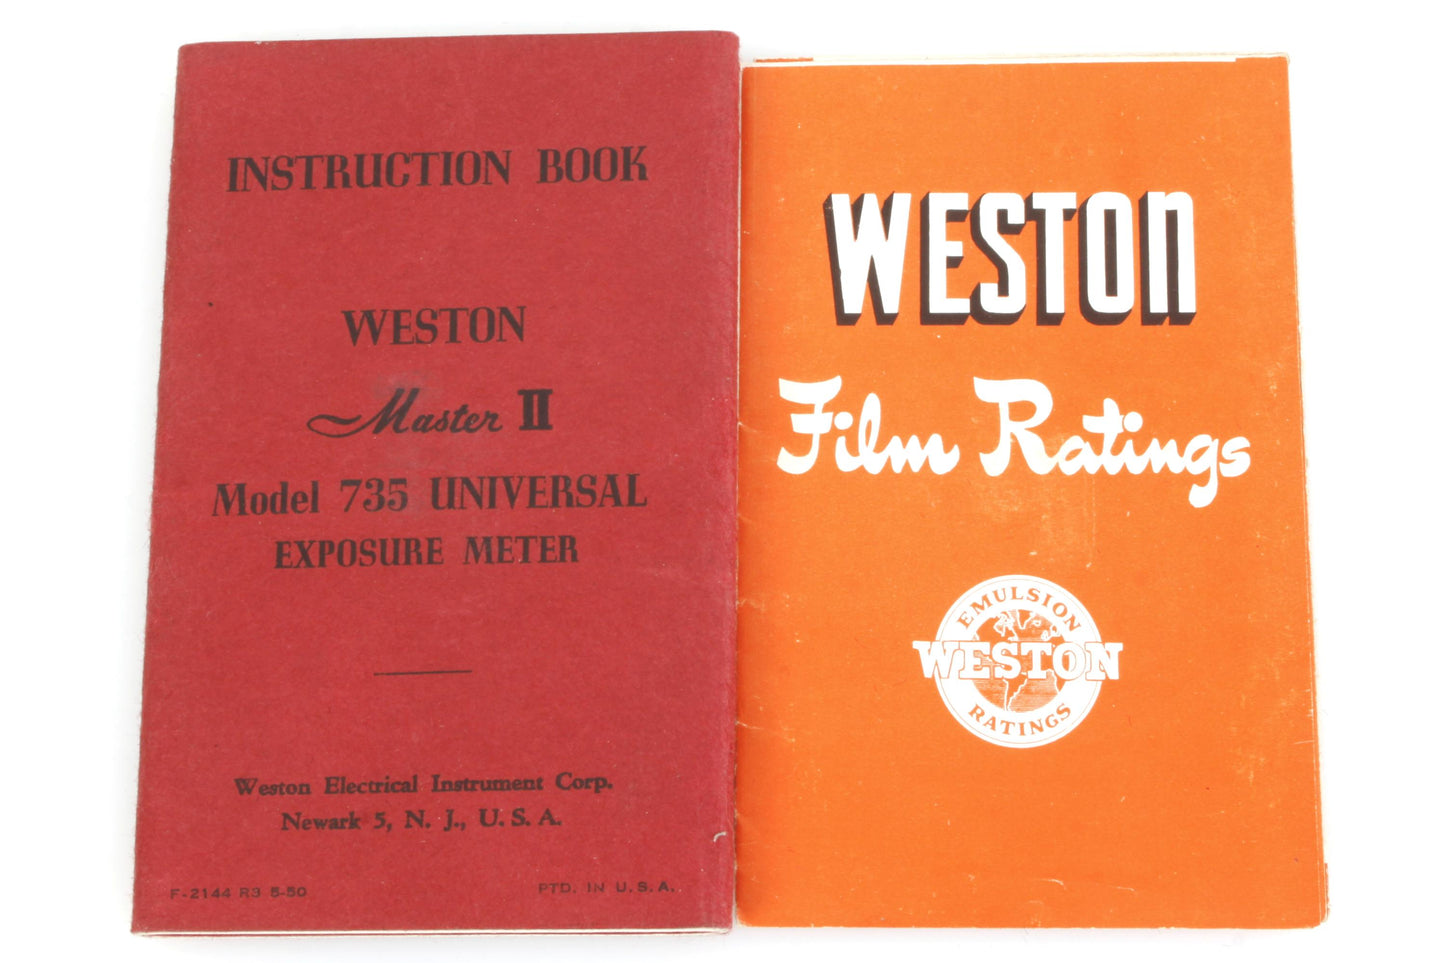 INSTRUCTION BOOK
WESTON
Master II
Model 735 UNIVERSAL
EXPOSURE METER
Weston Electrical Instrument Corp.
Newark 5, N. J., U. S. A.
F-2144 R3 5-50
PTD. IN U. S. A.
WESTON
Film Ratings
EMULSION
WESTON
RATINGS